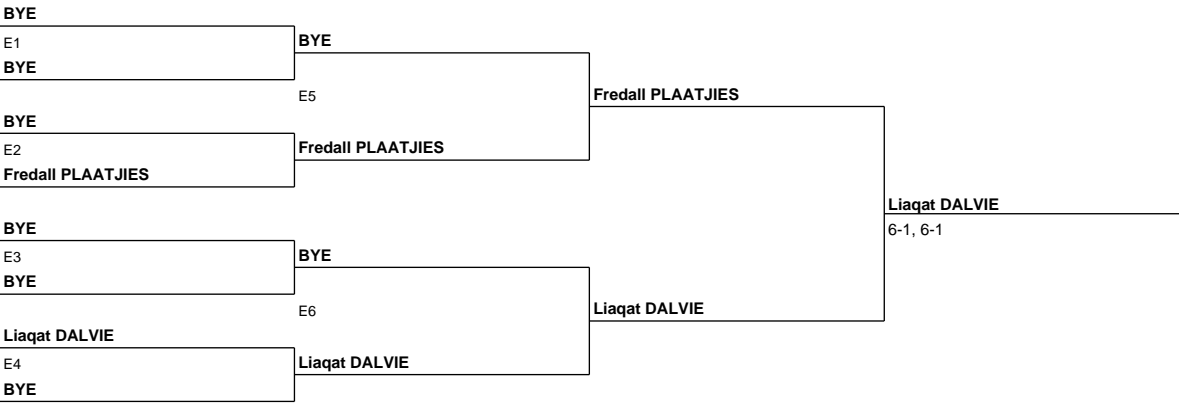 BYE
E1
BYE
BYE
E5
BYE
E2
Fredall PLAATJIES
Fredall PLAATJIES
Fredall PLAATJIES
BYE
E3
BYE
BYE
E6
Liaqat DALVIE
E4
BYE
Liaqat DALVIE
Liaqat DALVIE
Liaqat DALVIE
6-1, 6-1